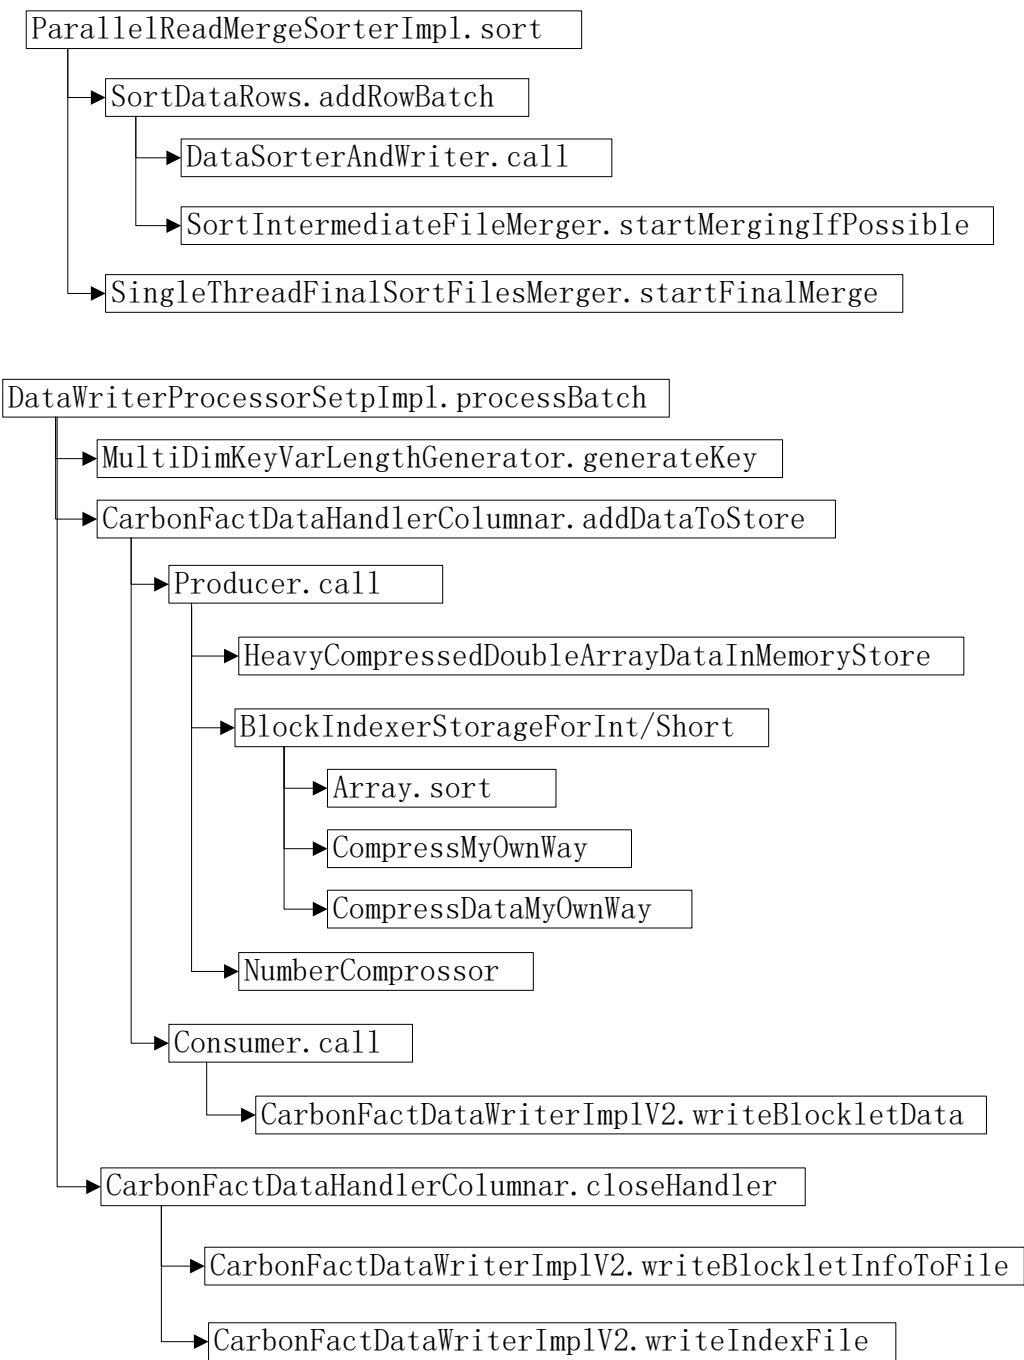 ParallelReadMergeSorterImpl.sort
SortDataRows.addRowBatch
DataSorterAndWriter.call
SortIntermediateFileMerger.startMergingIfPossible
SingleThreadFinalSortFilesMerger.startFinalMerge
DataWriterProcessorSetpImpl.processBatch
MultiDimKeyVarLengthGenerator.generateKey
CarbonFactDataHandlerColumnar.addDataToStore
Producer.call
HeavyCompressedDoubleArrayDataInMemoryStore
BlockIndexerStorageForInt/Short
Array.sort
CompressMyOwnWay
CompressDataMyOwnWay
NumberComprossor
Consumer.call
CarbonFactDataWriterImplV2.writeBlockletData
CarbonFactDataHandlerColumnar.closeHandler
CarbonFactDataWriterImplV2.writeBlockletInfoToFile
CarbonFactDataWriterImplV2.writeIndexFile